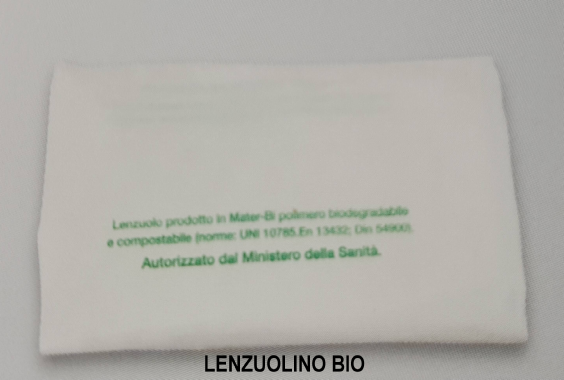 Lenzuolo prodotto in Mater-Bi polimero biodegradabile
e compostabile (norme: UNI 10785.En 13432; Din 54900).
Autorizzato dal Ministero della Sanità.
LENZUOLINO BIO